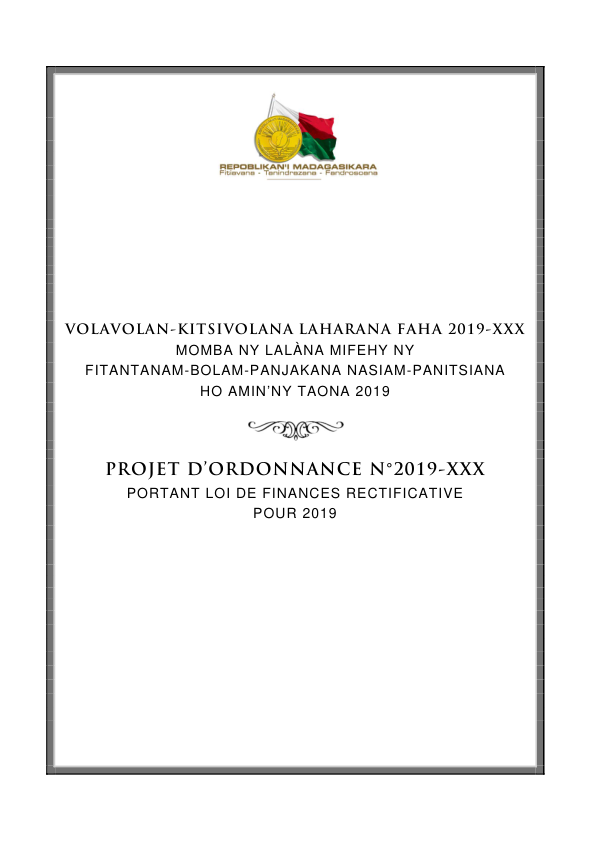 REPOBLIKAN'I MADAGASIKARA
Fitiavana - Tanindrazana - Fandrosoana
VOLAVOLAN-KITSIVOLANA LAHARANA FAHA 2019-XXX
MOMBA NY LALÀNA MIFEHY NY
FITANTANAM-BOLAM-PANJAKANA NASIAM-PANITSIANA
HO AMIN'NY TAONA 2019
PROJET D'ORDONNANCE N°2019-XXX
PORTANT LOI DE FINANCES RECTIFICATIVE
POUR 2019